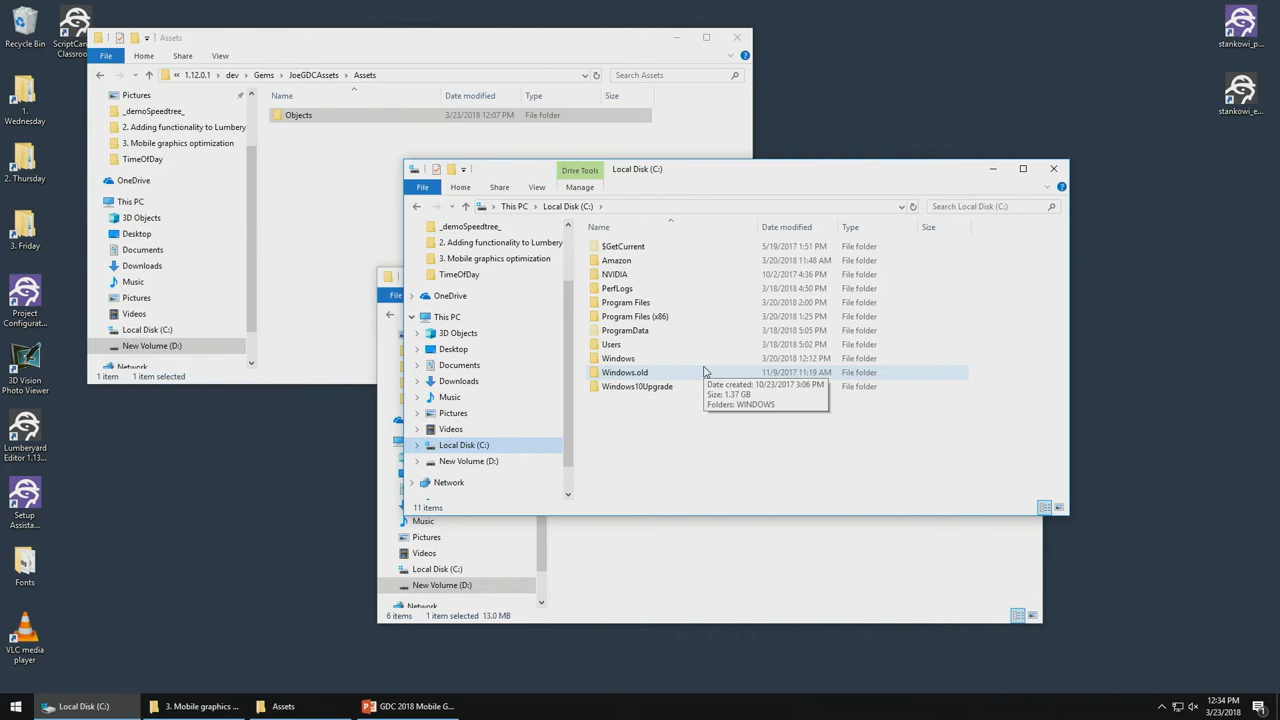 Recycle Bin
ScriptCan...
Classroom
1.
Wednesday
2. Thursday
3. Friday
Project
Configurat...
3D Vision
Photo Viewer
Lumberyard
Editor 1.13...
Setup
Assista...
Fonts
VLC media
player
stankowi_p...
stankowi_e...
Assets
File
Home
Share
View
« 1.12.0.1 > dev > Gems > JoeGDCAssets > Assets
Search Assets
Pictures
_demoSpeedtree_
2. Adding functionality to Lumbery
3. Mobile graphics optimization
TimeOfDay
OneDrive
This PC
3D Objects
Desktop
Documents
Downloads
Music
Pictures
Videos
Local Disk (C:)
New Volume (D:)
Name Date modified Type Size
Objects 3/23/2018 12:07 PM File folder
1 item 1 item selected
Drive Tools
Local Disk (C:)
File
Home
Share
View
Manage
> This PC > Local Disk (C:) >
Search Local Disk (C:)
_demoSpeedtree_
2. Adding functionality to Lumbery
3. Mobile graphics optimization
TimeOfDay
OneDrive
This PC
3D Objects
Desktop
Documents
Downloads
Music
Pictures
Videos
Local Disk (C:)
New Volume (D:)
Network
Name Date modified Type Size
$GetCurrent 5/19/2017 1:51 PM File folder
Amazon 3/20/2018 11:48 AM File folder
NVIDIA 10/2/2017 4:36 PM File folder
PerfLogs 3/18/2018 4:50 PM File folder
Program Files 3/20/2018 2:00 PM File folder
Program Files (x86) 3/20/2018 1:25 PM File folder
ProgramData 3/18/2018 5:05 PM File folder
Users 3/18/2018 5:02 PM File folder
Windows 3/20/2018 12:12 PM File folder
Windows.old 11/9/2017 11:19 AM File folder
Windows10Upgrade File folder
Date created: 10/23/2017 3:06 PM
Size: 1.37 GB
Folders: WINDOWS
11 items
File
Music
Pictures
Videos
Local Disk (C:)
New Volume (D:)
Network
6 items 1 item selected 13.0 MB
Local Disk (C:)
3. Mobile graphics ...
Assets
GDC 2018 Mobile G...
12:34 PM
3/23/2018
1